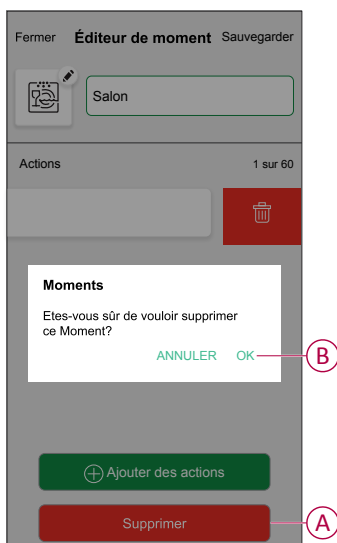 Fermer Éditeur de moment Sauvegarder
Salon
Actions 1 sur 60
Moments
Etes-vous sûr de vouloir supprimer
ce Moment?
ANNULER OK
B
Ajouter des actions
Supprimer
A